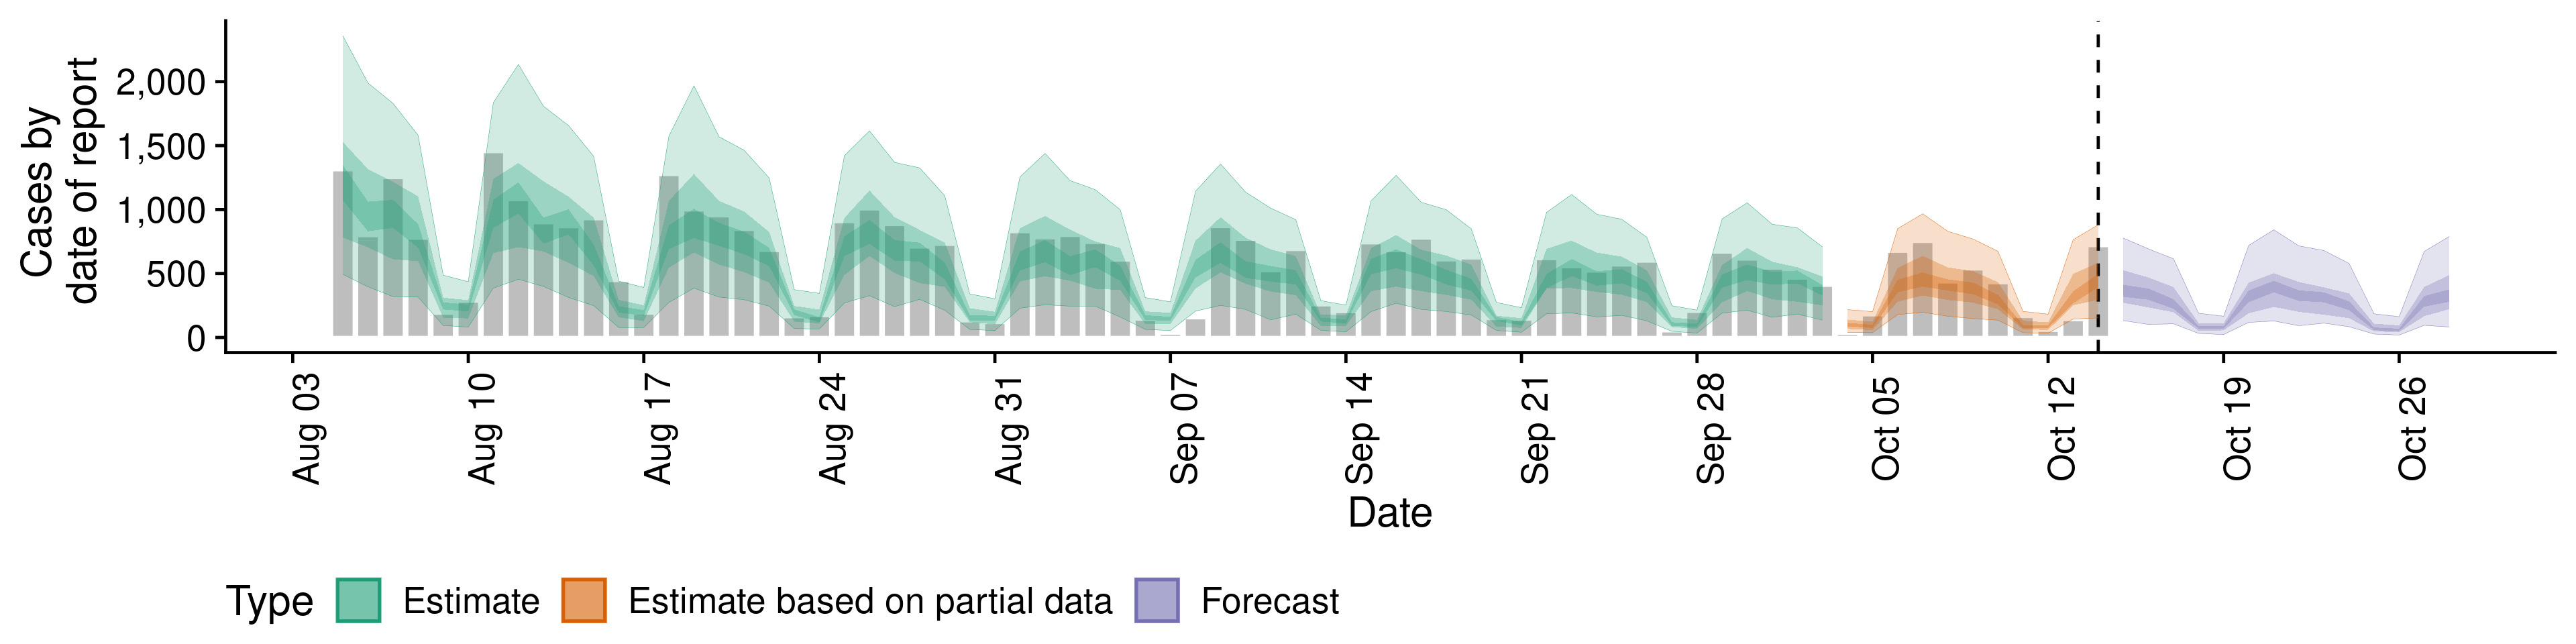 Cases by
date of report
2,000
1,500
1,000
500
0
Aug 03
Aug 10
Aug 17
Aug 24
Aug 31
Sep 07
Sep 14
Sep 21
Sep 28
Oct 05
Oct 12
Oct 19
Oct 26
Date
Type Estimate Estimate based on partial data Forecast